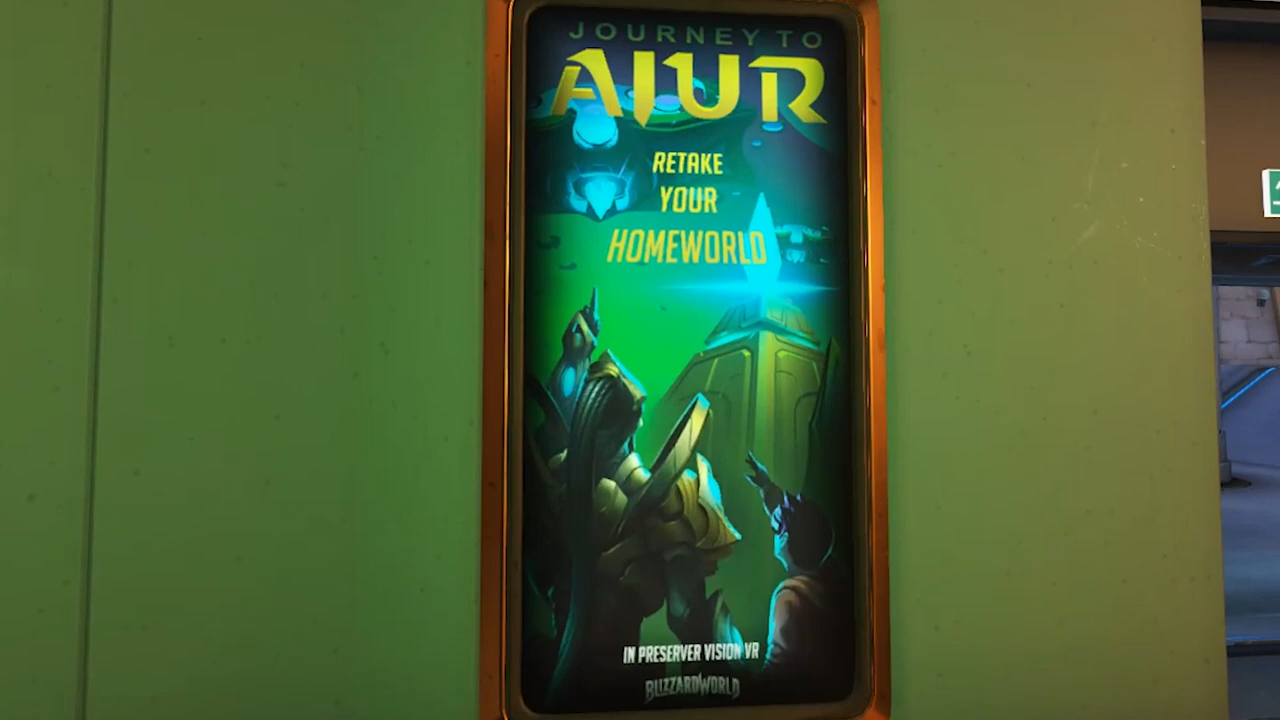 JOURNEY TO
AIUR
RETAKE
YOUR
HOMEWORLD
IN PRESERVER VISION VR
BLIZZARDWORLD